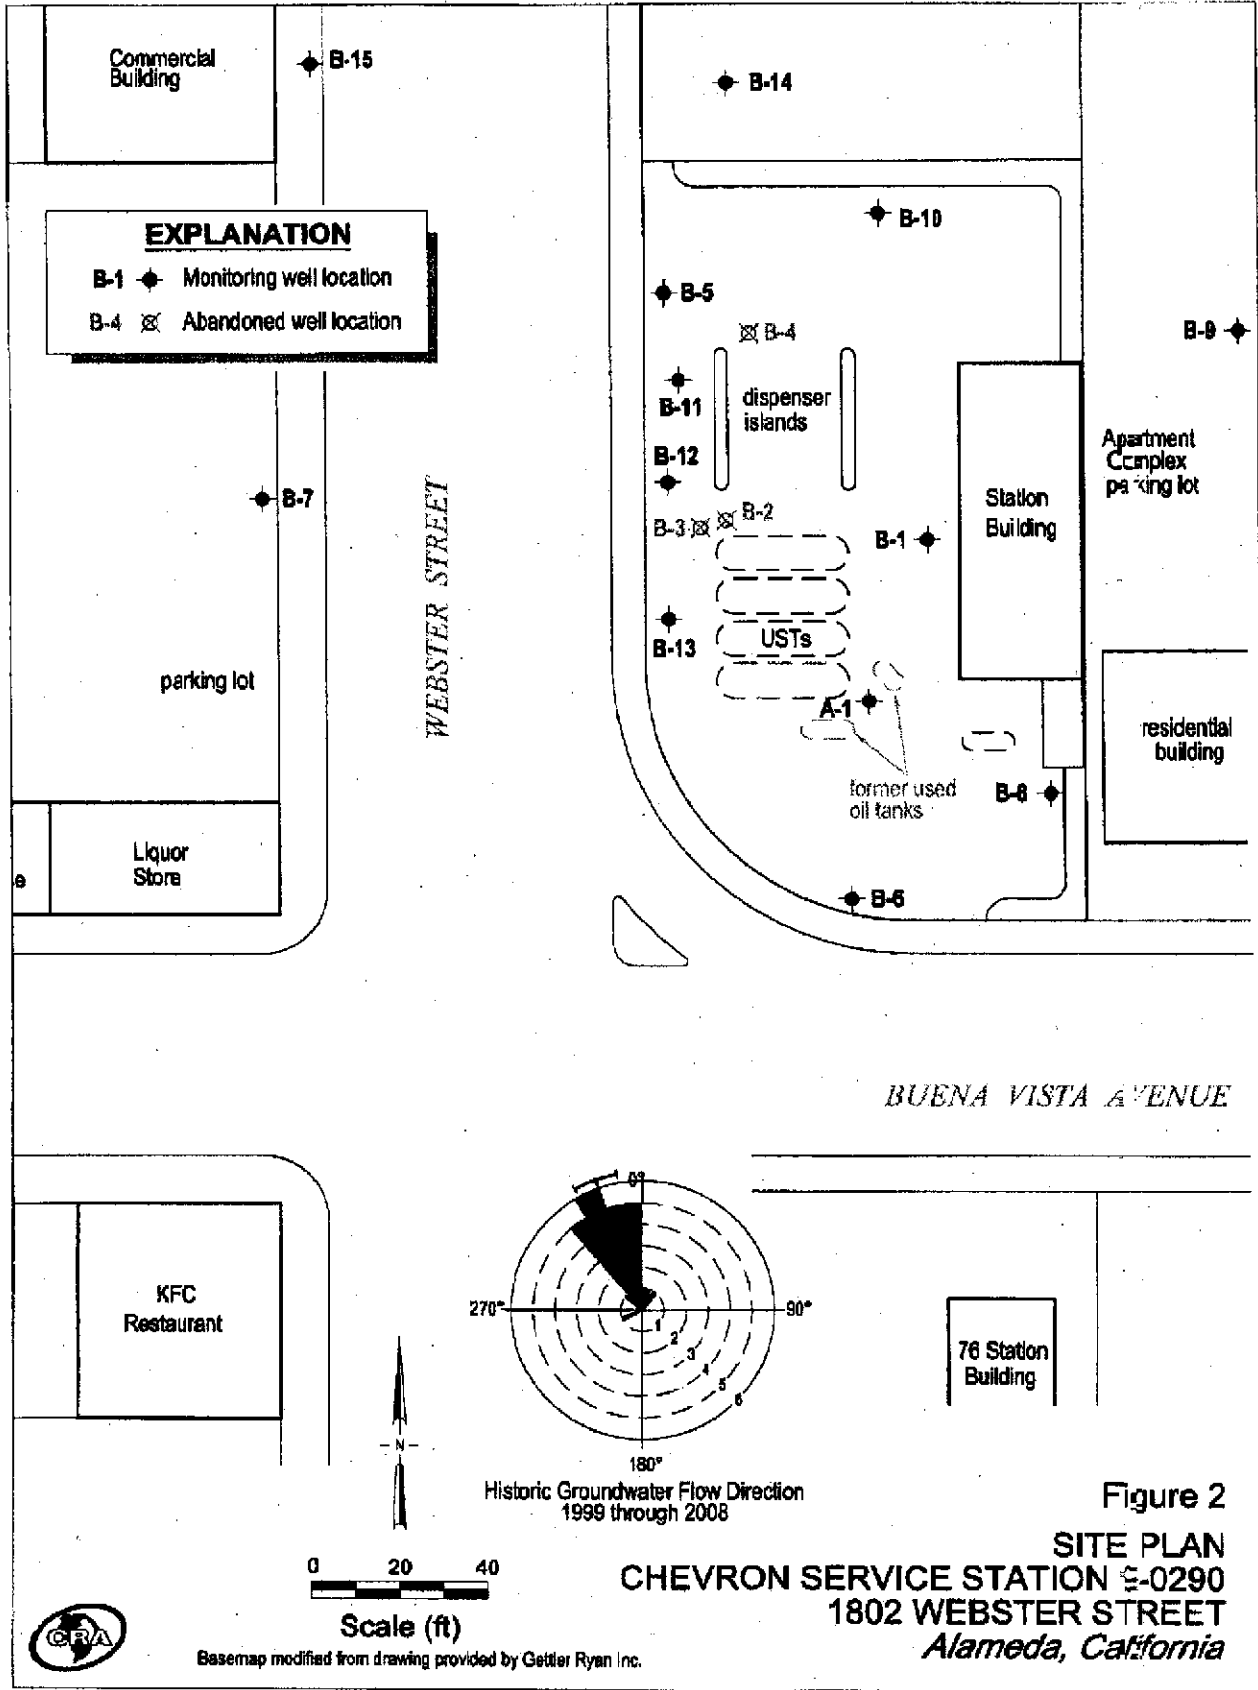 Commercial
Building
B-15
B-14
EXPLANATION
B-1 Monitoring well location
B-4 Abandoned well location
B-10
B-5
B-4
B-9
B-11
dispenser
islands
B-12
Apartment
Complex
parking lot
B-7
B-3
B-2
B-1
Station
Building
WEBSTER STREET
B-13
USTs
parking lot
A-1
residential
building
former used
oil tanks
Liquor
Store
B-6
BUENA VISTA AVENUE
0°
270°
90°
1
2
3
4
5
6
180°
KFC
Restaurant
76 Station
Building
N
Historic Groundwater Flow Direction
1999 through 2008
Figure 2
SITE PLAN
CHEVRON SERVICE STATION 9-0290
1802 WEBSTER STREET
Alameda, California
0 20 40
Scale (ft)
CRA
Basemap modified from drawing provided by Gettler Ryan Inc.